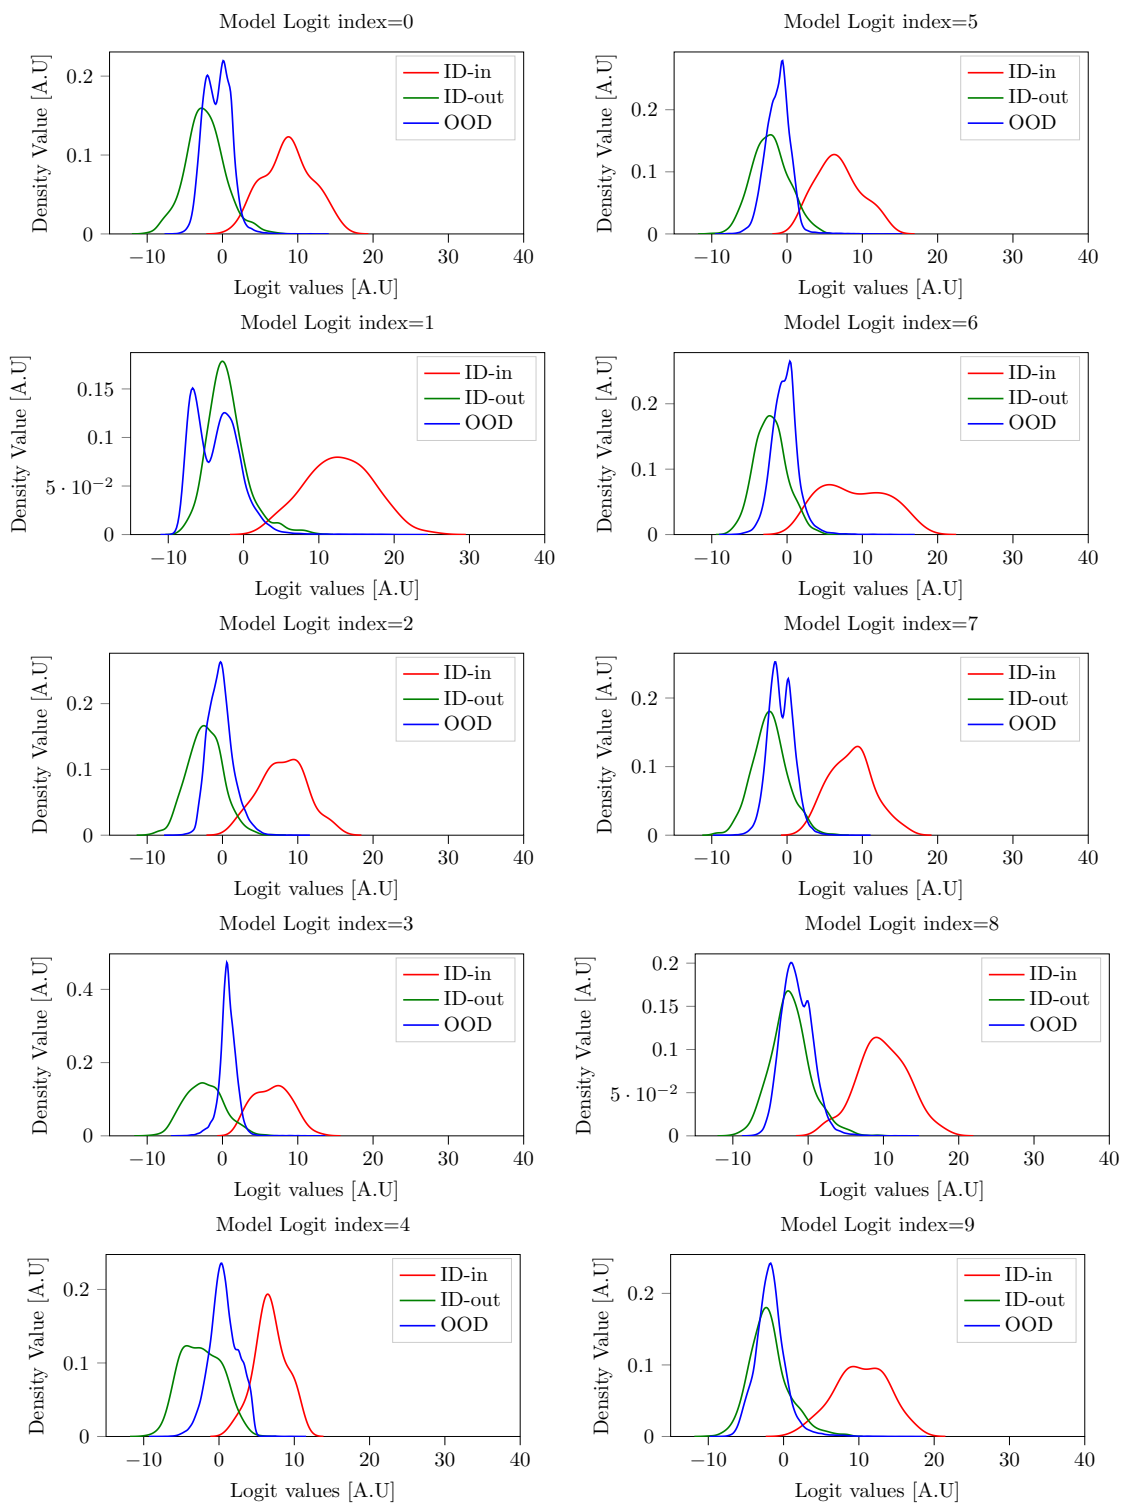 Model Logit index=0
Density Value [A.U]
0.2
0.1
0
ID-in
ID-out
OOD
−10 0 10 20 30 40
Logit values [A.U]
Model Logit index=5
Density Value [A.U]
0.2
0.1
0
ID-in
ID-out
OOD
−10 0 10 20 30 40
Logit values [A.U]
Model Logit index=1
Density Value [A.U]
0.15
0.1
5 · 10⁻²
0
ID-in
ID-out
OOD
−10 0 10 20 30 40
Logit values [A.U]
Model Logit index=6
Density Value [A.U]
0.2
0.1
0
ID-in
ID-out
OOD
−10 0 10 20 30 40
Logit values [A.U]
Model Logit index=2
Density Value [A.U]
0.2
0.1
0
ID-in
ID-out
OOD
−10 0 10 20 30 40
Logit values [A.U]
Model Logit index=7
Density Value [A.U]
0.2
0.1
0
ID-in
ID-out
OOD
−10 0 10 20 30 40
Logit values [A.U]
Model Logit index=3
Density Value [A.U]
0.4
0.2
0
ID-in
ID-out
OOD
−10 0 10 20 30 40
Logit values [A.U]
Model Logit index=8
Density Value [A.U]
0.2
0.15
0.1
5 · 10⁻²
0
ID-in
ID-out
OOD
−10 0 10 20 30 40
Logit values [A.U]
Model Logit index=4
Density Value [A.U]
0.2
0.1
0
ID-in
ID-out
OOD
−10 0 10 20 30 40
Logit values [A.U]
Model Logit index=9
Density Value [A.U]
0.2
0.1
0
ID-in
ID-out
OOD
−10 0 10 20 30 40
Logit values [A.U]